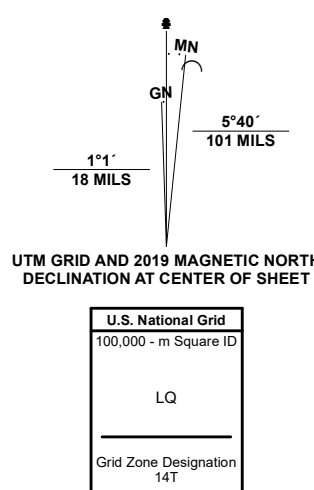 MN
GN
5°40´
101 MILS
1°1´
18 MILS
UTM GRID AND 2019 MAGNETIC NORTH
DECLINATION AT CENTER OF SHEET
U.S. National Grid
100,000 - m Square ID
LQ
Grid Zone Designation
14T